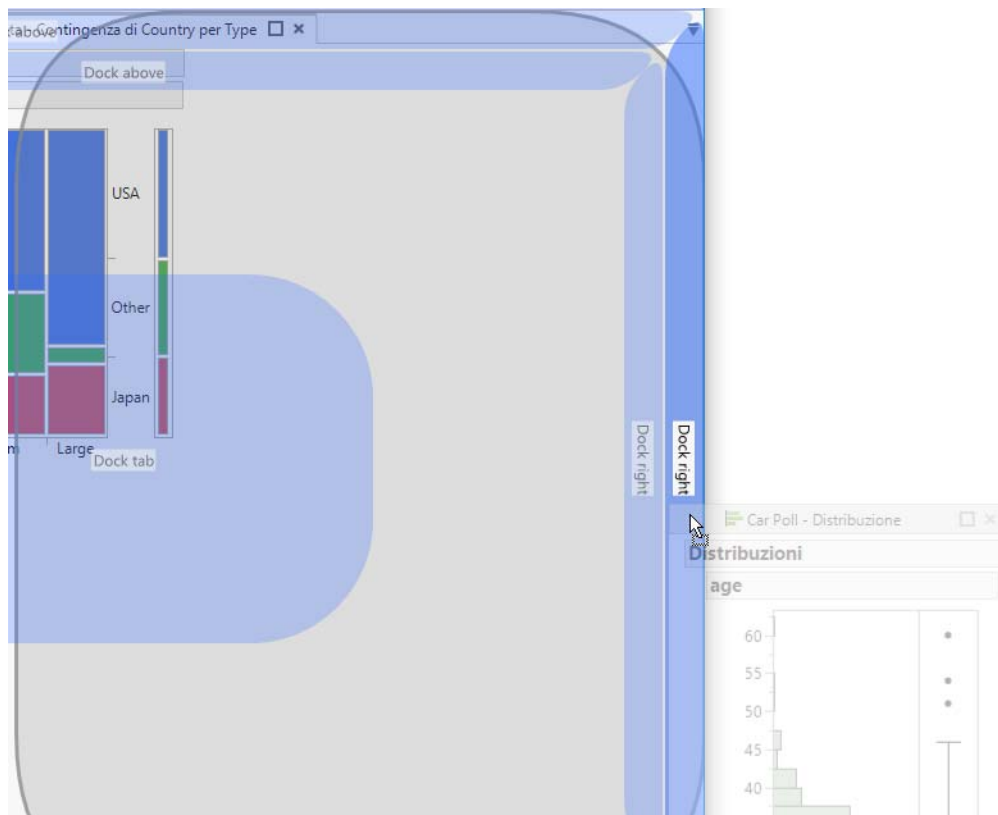 Contingenza di Country per Type
Dock above
USA
Other
Japan
Large
Dock tab
Dock right
Dock right
Car Poll - Distribuzione
Distribuzioni
age
60
55
50
45
40